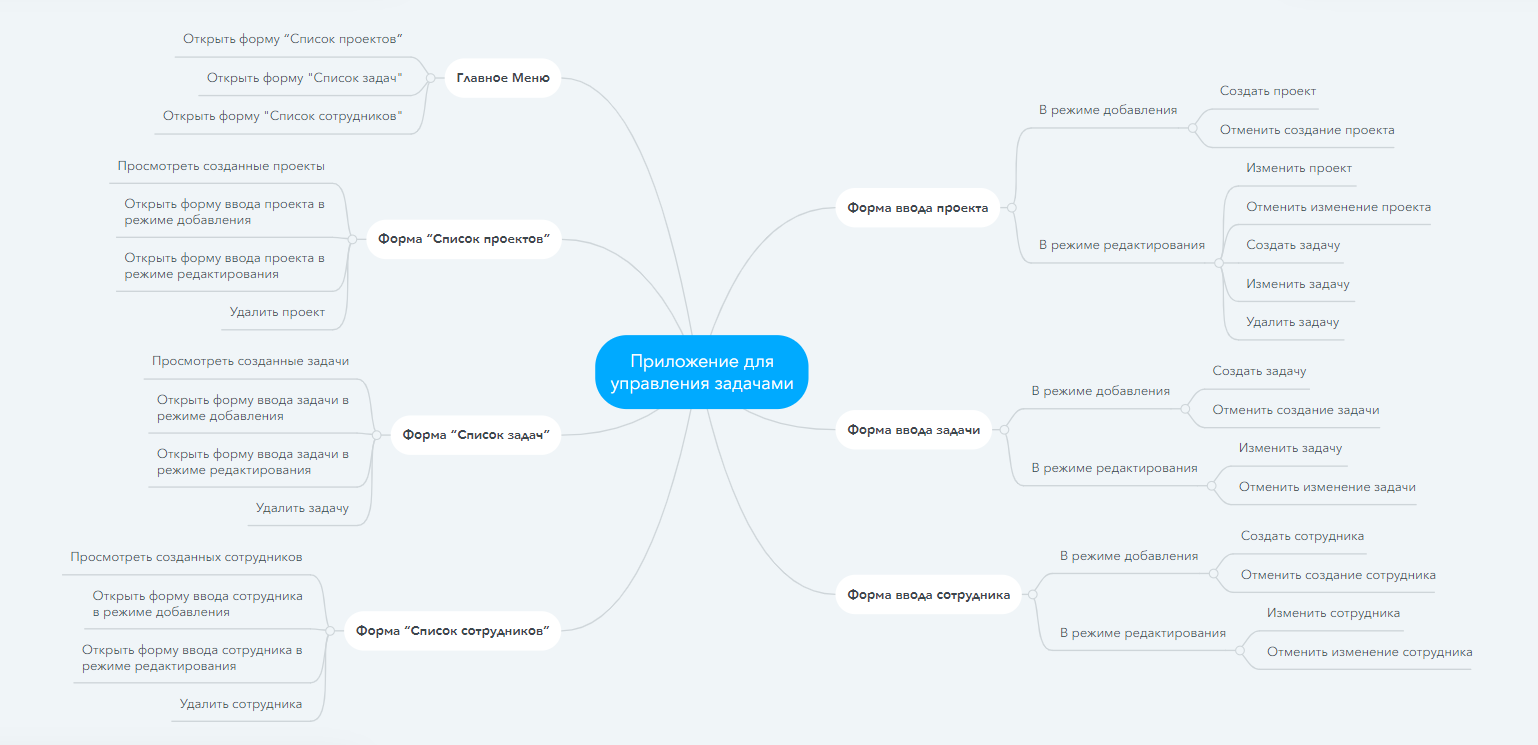 Приложение для
управления задачами
Главное Меню
Открыть форму “Список проектов”
Открыть форму "Список задач"
Открыть форму "Список сотрудников"
Форма “Список проектов”
Просмотреть созданные проекты
Открыть форму ввода проекта в
режиме добавления
Открыть форму ввода проекта в
режиме редактирования
Удалить проект
Форма “Список задач”
Просмотреть созданные задачи
Открыть форму ввода задачи в
режиме добавления
Открыть форму ввода задачи в
режиме редактирования
Удалить задачу
Форма “Список сотрудников”
Просмотреть созданных сотрудников
Открыть форму ввода сотрудника
в режиме добавления
Открыть форму ввода сотрудника в
режиме редактирования
Удалить сотрудника
Форма ввода проекта
В режиме добавления
Создать проект
Отменить создание проекта
В режиме редактирования
Изменить проект
Отменить изменение проекта
Создать задачу
Изменить задачу
Удалить задачу
Форма ввода задачи
В режиме добавления
Создать задачу
Отменить создание задачи
В режиме редактирования
Изменить задачу
Отменить изменение задачи
Форма ввода сотрудника
В режиме добавления
Создать сотрудника
Отменить создание сотрудника
В режиме редактирования
Изменить сотрудника
Отменить изменение сотрудника